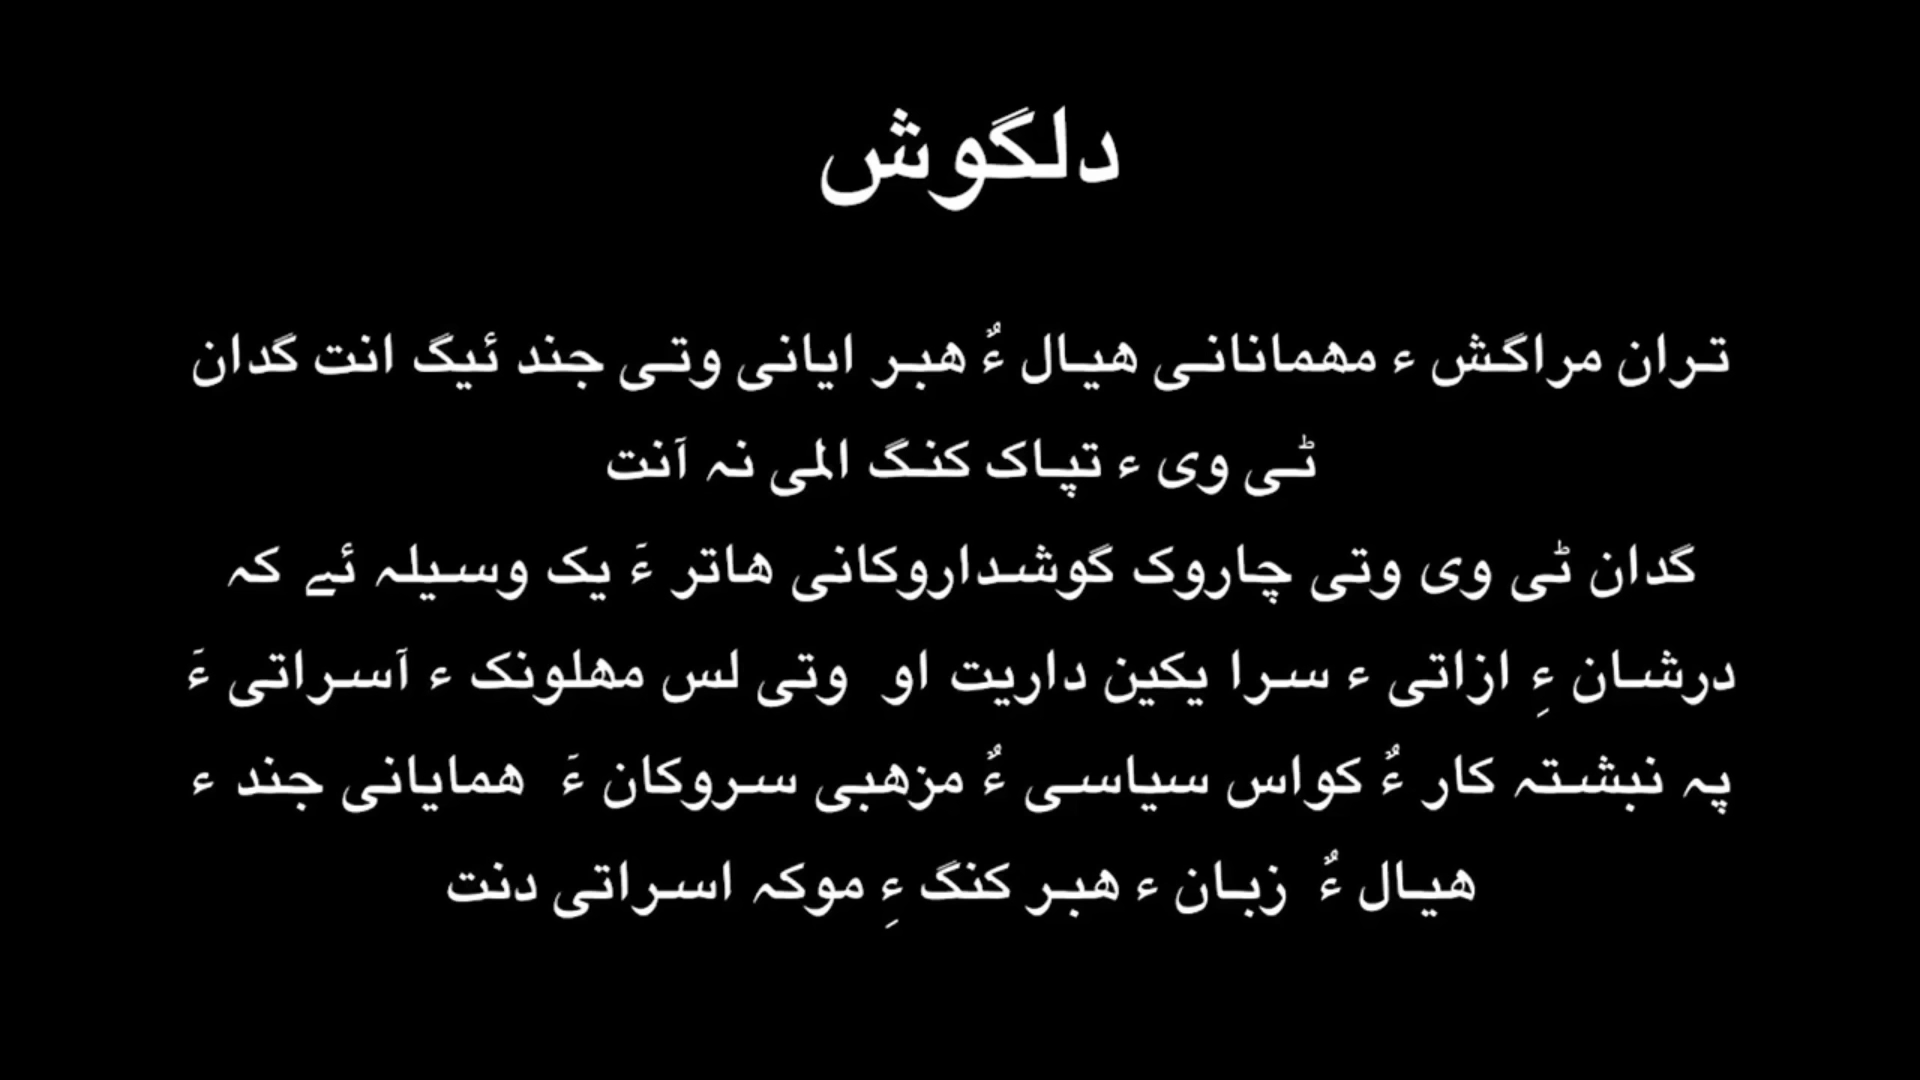 دلگوش
تران مراگش ء مهمانانی هیال ءُ هبر ایانی وتی جند ئیگ انت گدان
ٹی وی ء تپاک کنگ المی نہ آنت
گدان ٹی وی وتی چاروک گوشداروکانی هاتر ءَ یک وسیلہ ئے کہ
درشان ءِ ازاتی ء سرا یکین داریت او وتی لس مهلونک ء آسراتی ءَ
پہ نبشتہ کار ءُ کواس سیاسی ءُ مزهبی سروکان ءَ همایانی جند ء
هیال ءُ زبان ء هبر کنگ ءِ موکہ اسراتی دنت